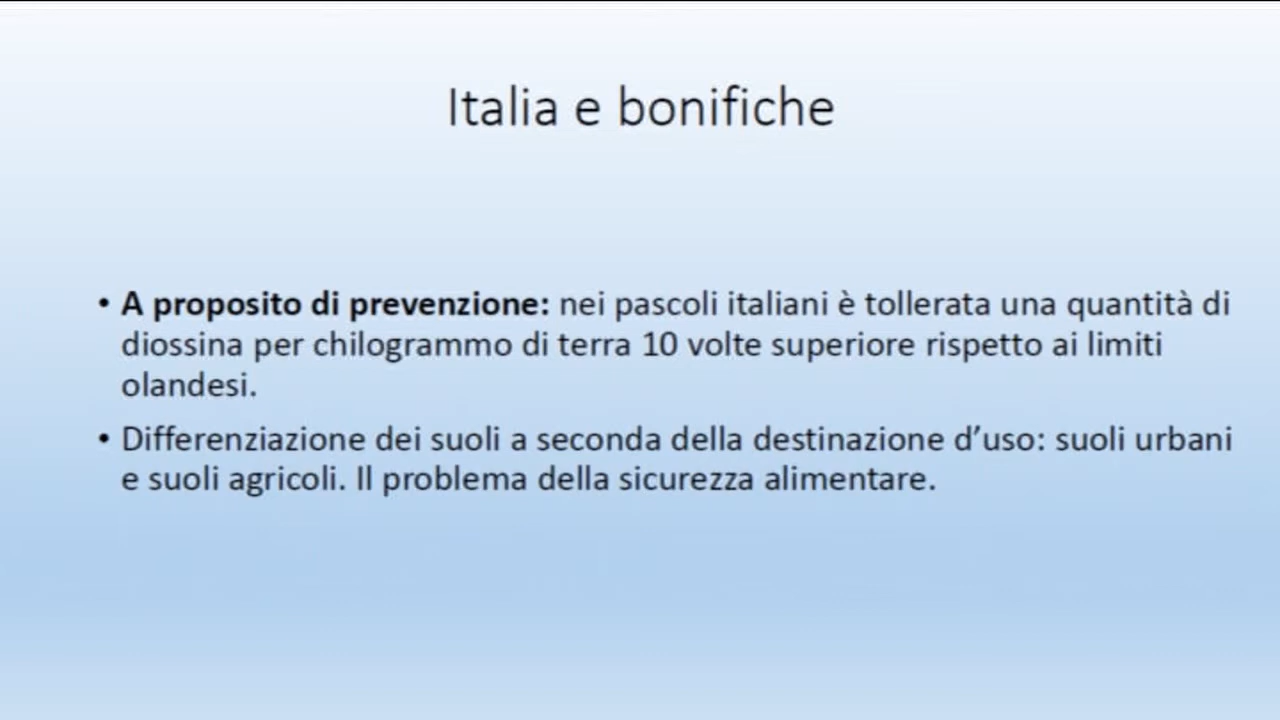 Italia e bonifiche
• A proposito di prevenzione: nei pascoli italiani è tollerata una quantità di
diossina per chilogrammo di terra 10 volte superiore rispetto ai limiti
olandesi.
• Differenziazione dei suoli a seconda della destinazione d’uso: suoli urbani
e suoli agricoli. Il problema della sicurezza alimentare.